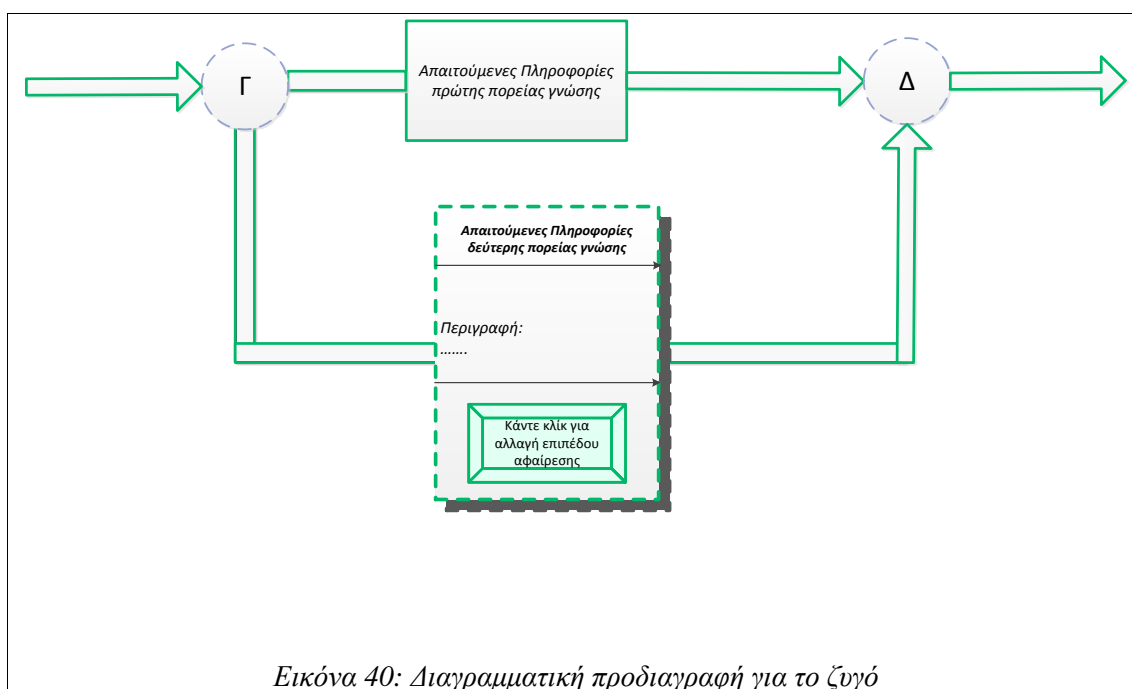 Γ
Απαιτούμενες Πληροφορίες
πρώτης πορείας γνώσης
Δ
Απαιτούμενες Πληροφορίες
δεύτερης πορείας γνώσης
Περιγραφή:
.......
Κάντε κλίκ για
αλλαγή επιπέδου
αφαίρεσης
Εικόνα 40: Διαγραμματική προδιαγραφή για το ζυγό